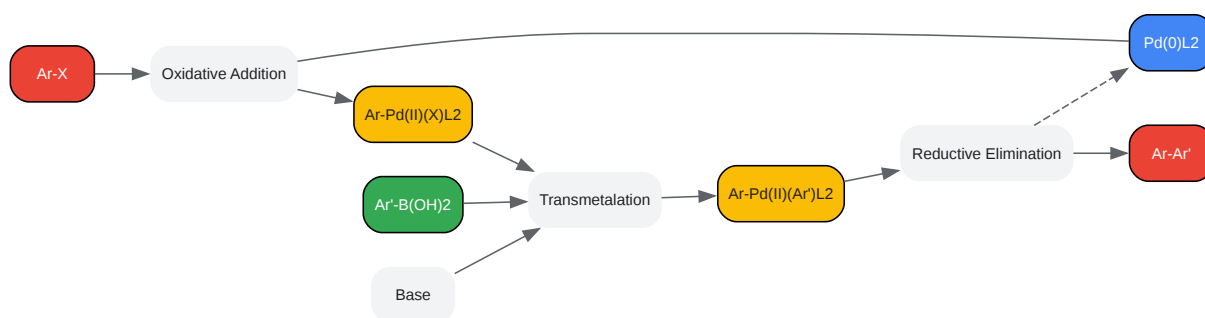 Ar-X
Oxidative Addition
Pd(0)L2
Ar-Pd(II)(X)L2
Ar'-B(OH)2
Base
Transmetalation
Ar-Pd(II)(Ar')L2
Reductive Elimination
Ar-Ar'